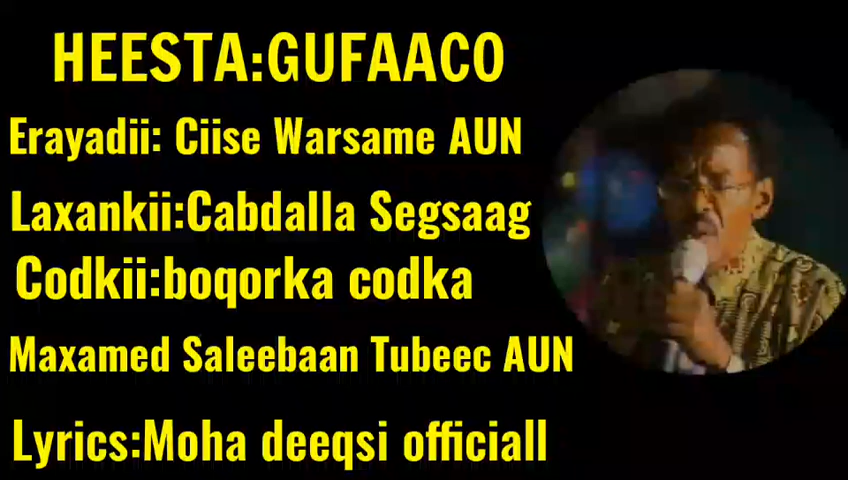 HEESTA:GUFAACO
Erayadii: Ciise Warsame AUN
Laxankii:Cabdalla Segsaag
Codkii:boqorka codka
Maxamed Saleebaan Tubeec AUN
Lyrics:Moha deeqsi officiall